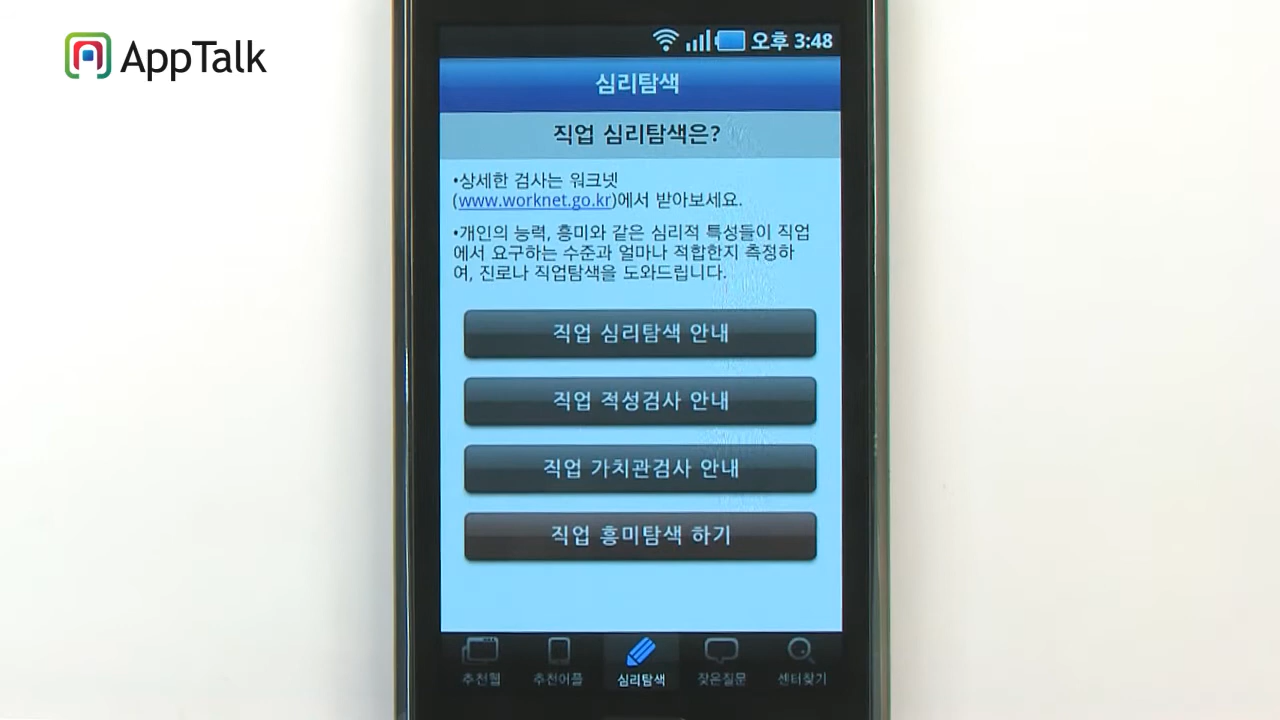 AppTalk
오후 3:48
심리탐색
직업 심리탐색은?
•상세한 검사는 워크넷
(www.worknet.go.kr)에서 받아보세요.
•개인의 능력, 흥미와 같은 심리적 특성들이 직업
에서 요구하는 수준과 얼마나 적합한지 측정하
여, 진로나 직업탐색을 도와드립니다.
직업 심리탐색 안내
직업 적성검사 안내
직업 가치관검사 안내
직업 흥미탐색 하기
추천웹 추천어플 심리탐색 잦은질문 센터찾기